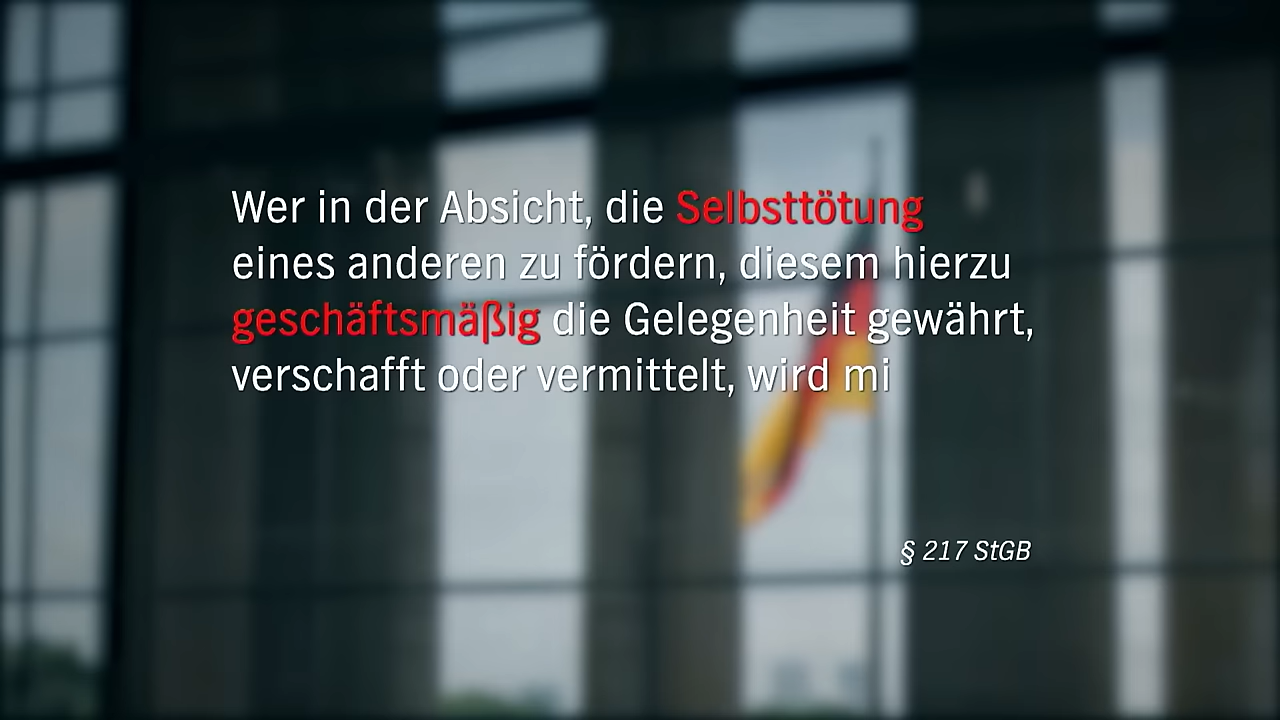 Wer in der Absicht, die Selbsttötung
eines anderen zu fördern, diesem hierzu
geschäftsmäßig die Gelegenheit gewährt,
verschafft oder vermittelt, wird mi
§ 217 StGB